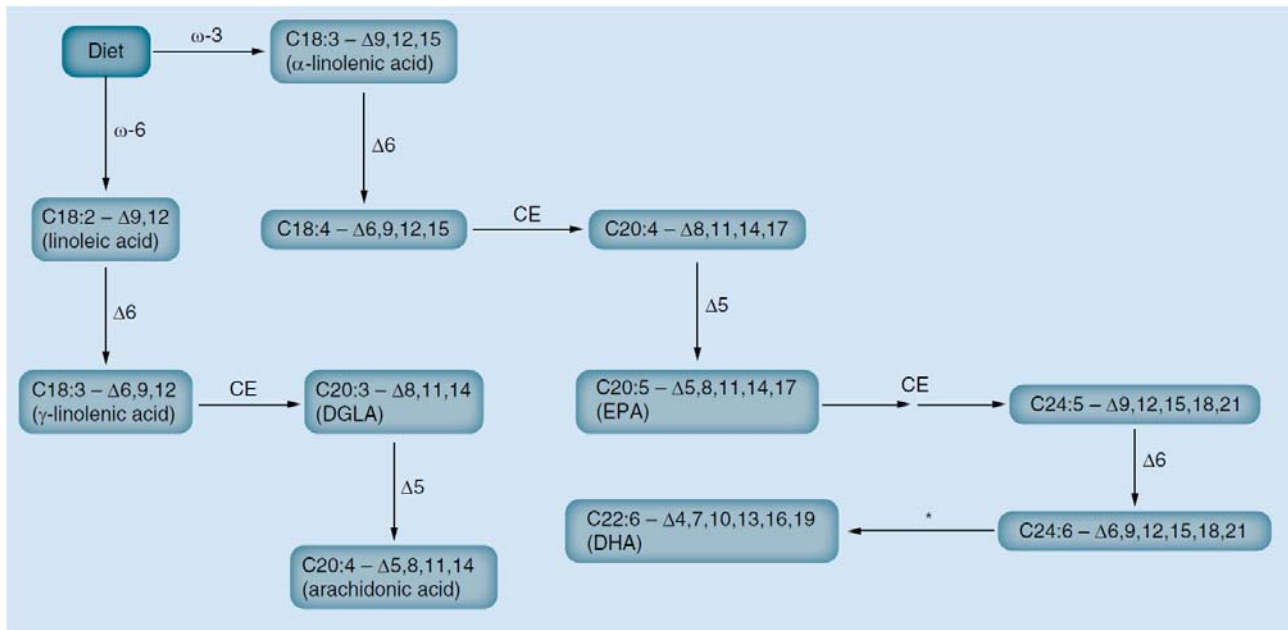 Diet
ω-3
C18:3 – Δ9,12,15
(α-linolenic acid)
ω-6
Δ6
C18:2 – Δ9,12
(linoleic acid)
C18:4 – Δ6,9,12,15
CE
C20:4 – Δ8,11,14,17
Δ6
Δ5
C18:3 – Δ6,9,12
(γ-linolenic acid)
CE
C20:3 – Δ8,11,14
(DGLA)
C20:5 – Δ5,8,11,14,17
(EPA)
CE
C24:5 – Δ9,12,15,18,21
Δ5
Δ6
C20:4 – Δ5,8,11,14
(arachidonic acid)
C22:6 – Δ4,7,10,13,16,19
(DHA)
*
C24:6 – Δ6,9,12,15,18,21